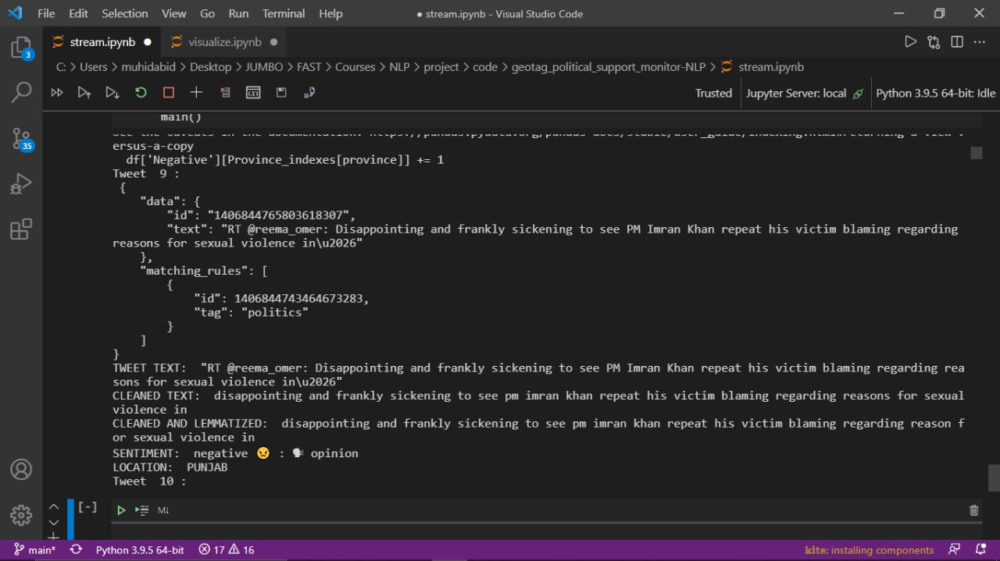 File Edit Selection View Go Run Terminal Help ● stream.ipynb - Visual Studio Code
stream.ipynb ● visualize.ipynb ●
C: > Users > muhidabid > Desktop > JUMBO > FAST > Courses > NLP > project > code > geotag_political_support_monitor-NLP > stream.ipynb
Trusted Jupyter Server: local Python 3.9.5 64-bit: Idle
3
35
main()
See the caveats in the documentation: https://pandas.pydata.org/pandas-docs/stable/user_guide/indexing.html#returning-a-view-v
ersus-a-copy
df['Negative'][Province_indexes[province]] += 1
Tweet 9 :
{
"data": {
"id": "1406844765803618307",
"text": "RT @reema_omer: Disappointing and frankly sickening to see PM Imran Khan repeat his victim blaming regarding
reasons for sexual violence in\u2026"
},
"matching_rules": [
{
"id": 1406844743464673283,
"tag": "politics"
}
]
}
TWEET TEXT: "RT @reema_omer: Disappointing and frankly sickening to see PM Imran Khan repeat his victim blaming regarding rea
sons for sexual violence in\u2026"
CLEANED TEXT: disappointing and frankly sickening to see pm imran khan repeat his victim blaming regarding reasons for sexual
violence in
CLEANED AND LEMMATIZED: disappointing and frankly sickening to see pm imran khan repeat his victim blaming regarding reason f
or sexual violence in
SENTIMENT: negative 😠 : 🗣 opinion
LOCATION: PUNJAB
Tweet 10 :
[-] M↓
main* Python 3.9.5 64-bit 17 16 kite: installing components